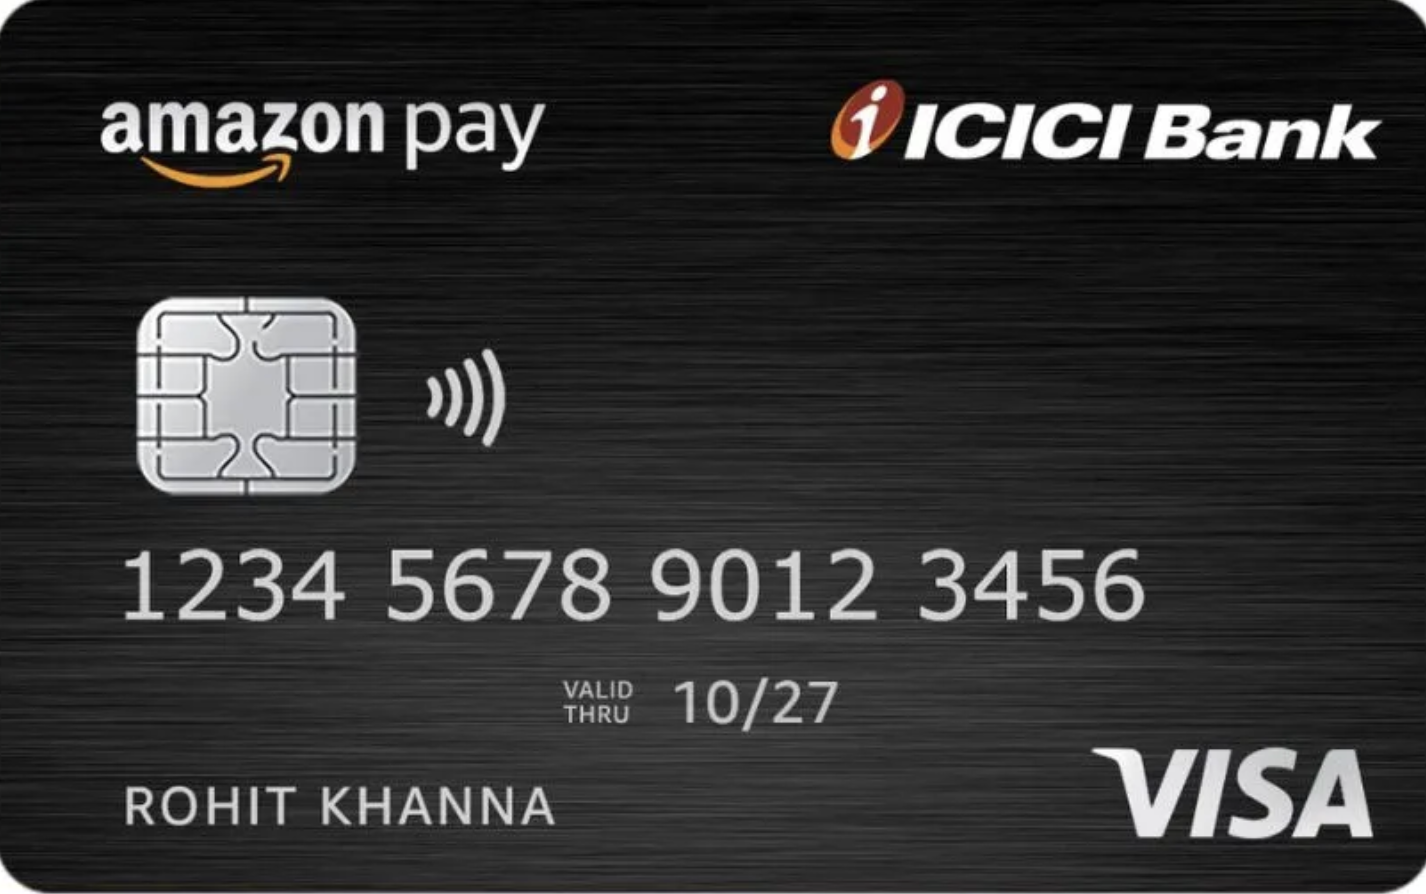 amazon pay
ICICI Bank
1234 5678 9012 3456
VALID
THRU
10/27
ROHIT KHANNA
VISA